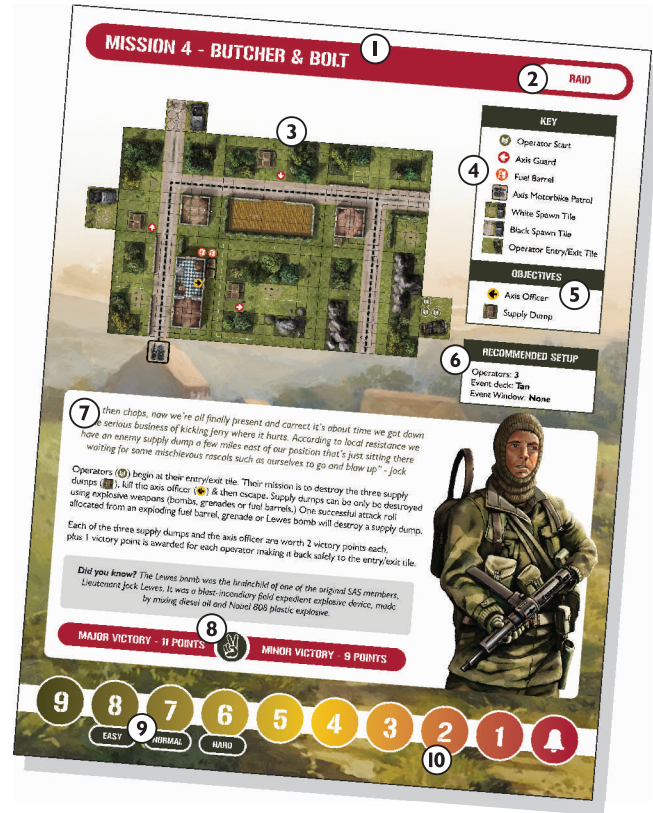 MISSION 4 - BUTCHER & BOLT
1
2
RAID
3
KEY
Operator Start
4
Axis Guard
Fuel Barrel
Axis Motorbike Patrol
White Spawn Tile
Black Spawn Tile
Operator Entry/Exit Tile
OBJECTIVES
5
Axis Officer
Supply Dump
6
RECOMMENDED SETUP
Operators: 3
Event deck: Tan
Event Window: None
7
then chaps, now we're all finally present and correct it's about time we got down
serious business of kicking Jerry where it hurts. According to local resistance we
have an enemy supply dump a few miles east of our position that's just sitting there
waiting for some mischievous rascals such as ourselves to go and blow up" - Jock
Operators ( ) begin at their entry/exit tile. Their mission is to destroy the three supply
dumps ( ), kill the axis officer ( ) & then escape. Supply dumps can be only be destroyed
using explosive weapons (bombs, grenades or fuel barrels.) One successful attack roll
allocated from an exploding fuel barrel, grenade or Lewes bomb will destroy a supply dump.
Each of the three supply dumps and the axis officer are worth 2 victory points each,
plus 1 victory point is awarded for each operator making it back safely to the entry/exit tile.
Did you know? The Lewes bomb was the brainchild of one of the original SAS members,
Lieutenant Jock Lewes. It was a blast-incendiary field expedient explosive device, made
by mixing diesel oil and Nobel 808 plastic explosive.
8
MAJOR VICTORY - 11 POINTS
MINOR VICTORY - 9 POINTS
9 8 7 6 5 4 3 2 1
EASY
9
NORMAL
HARD
10